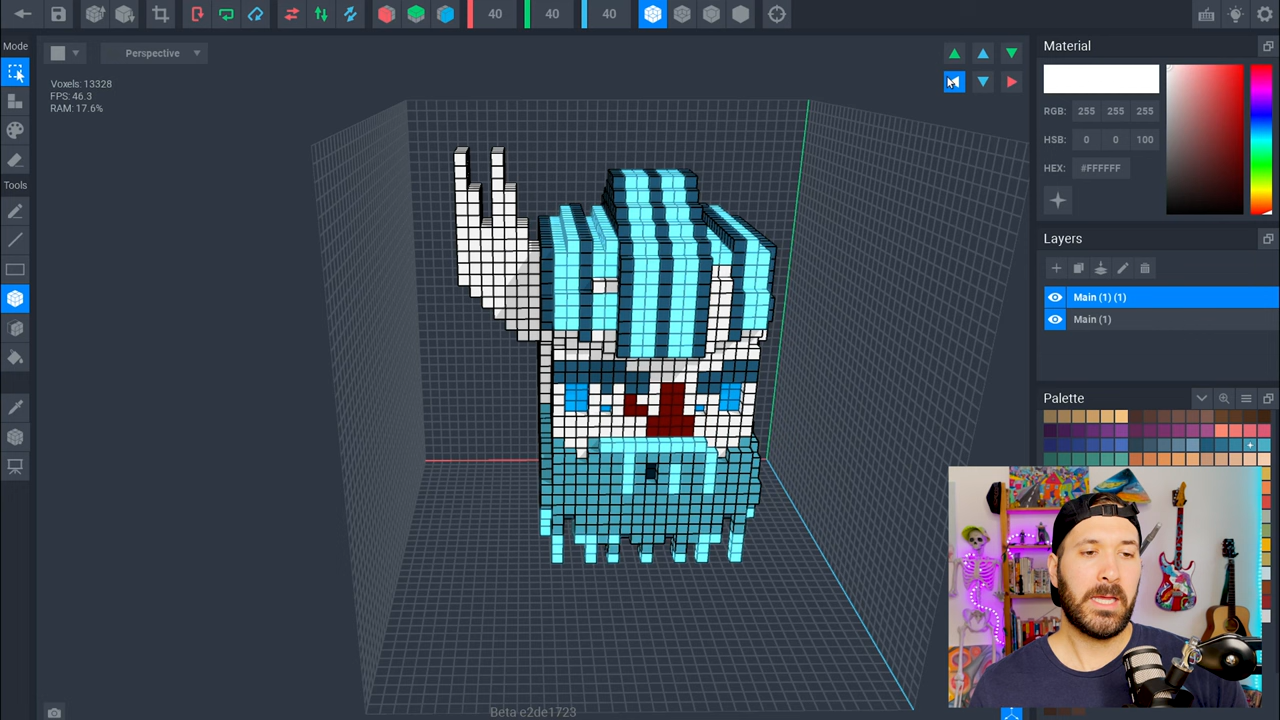 40 40 40
Mode
Perspective
Voxels: 13328
FPS: 46.3
RAM: 17.6%
Tools
Material
RGB: 255 255 255
HSB: 0 0 100
HEX: #FFFFFF
Layers
Main (1) (1)
Main (1)
Palette
Beta e2de1723